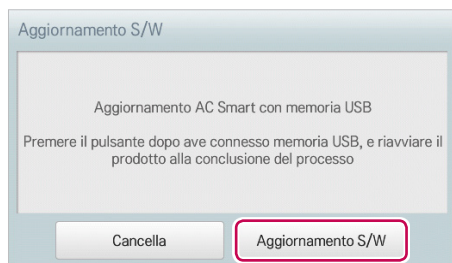 Aggiornamento S/W
Aggiornamento AC Smart con memoria USB
Premere il pulsante dopo ave connesso memoria USB, e riavviare il
prodotto alla conclusione del processo
Cancella
Aggiornamento S/W